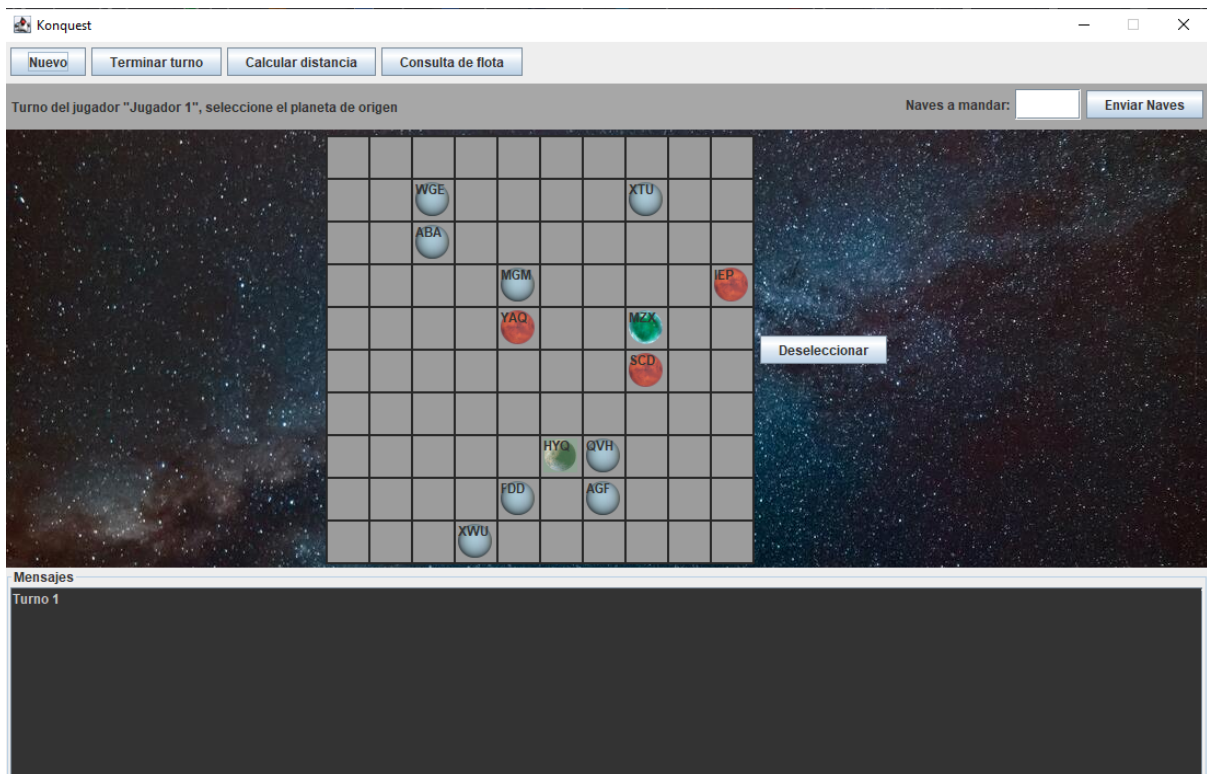 Konquest
Nuevo Terminar turno Calcular distancia Consulta de flota
Turno del jugador "Jugador 1", seleccione el planeta de origen Naves a mandar: Enviar Naves
WGE XTU
ABA
MGM IEP
YAQ MZX
Deseleccionar
SCD
HYQ QVH
FDD AGF
XWU
Mensajes
Turno 1